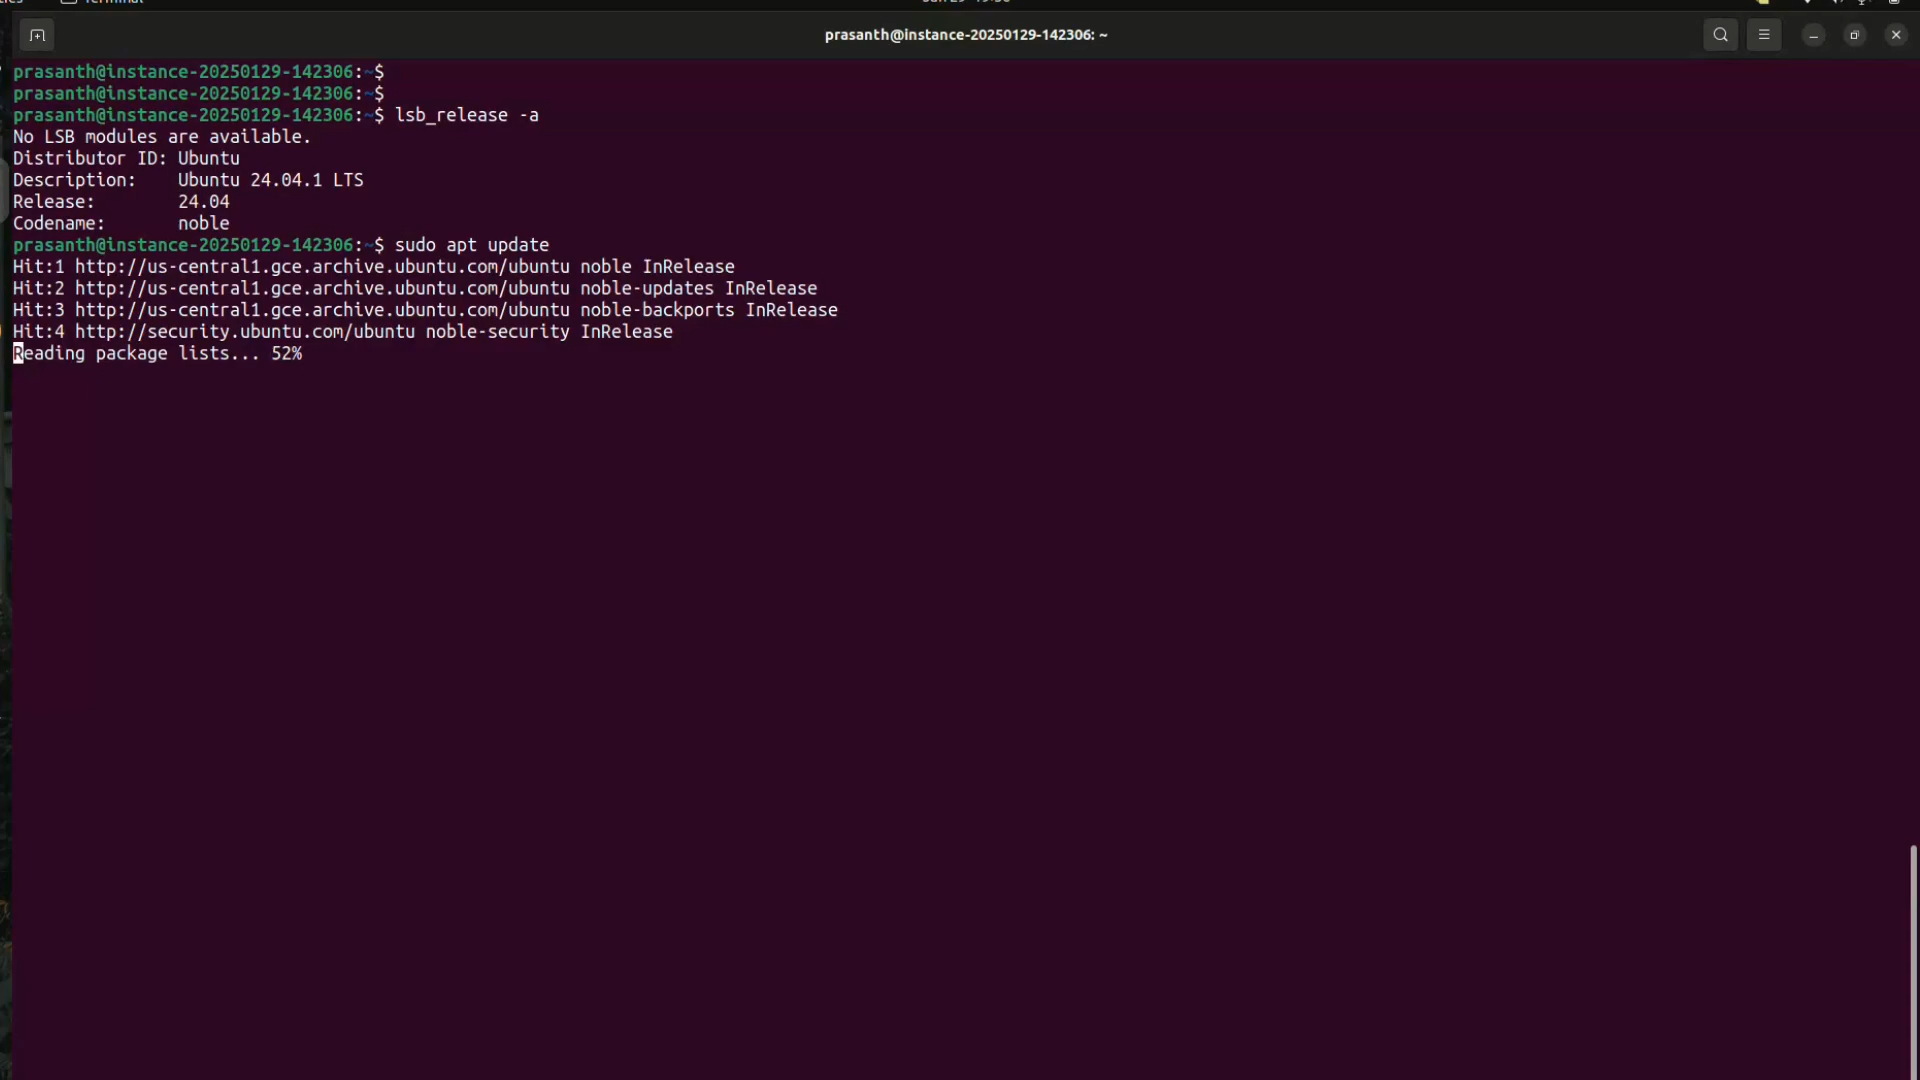 prasanth@instance-20250129-142306: ~
prasanth@instance-20250129-142306:~$
prasanth@instance-20250129-142306:~$
prasanth@instance-20250129-142306:~$ lsb_release -a
No LSB modules are available.
Distributor ID: Ubuntu
Description:    Ubuntu 24.04.1 LTS
Release:        24.04
Codename:       noble
prasanth@instance-20250129-142306:~$ sudo apt update
Hit:1 http://us-central1.gce.archive.ubuntu.com/ubuntu noble InRelease
Hit:2 http://us-central1.gce.archive.ubuntu.com/ubuntu noble-updates InRelease
Hit:3 http://us-central1.gce.archive.ubuntu.com/ubuntu noble-backports InRelease
Hit:4 http://security.ubuntu.com/ubuntu noble-security InRelease
Reading package lists... 52%